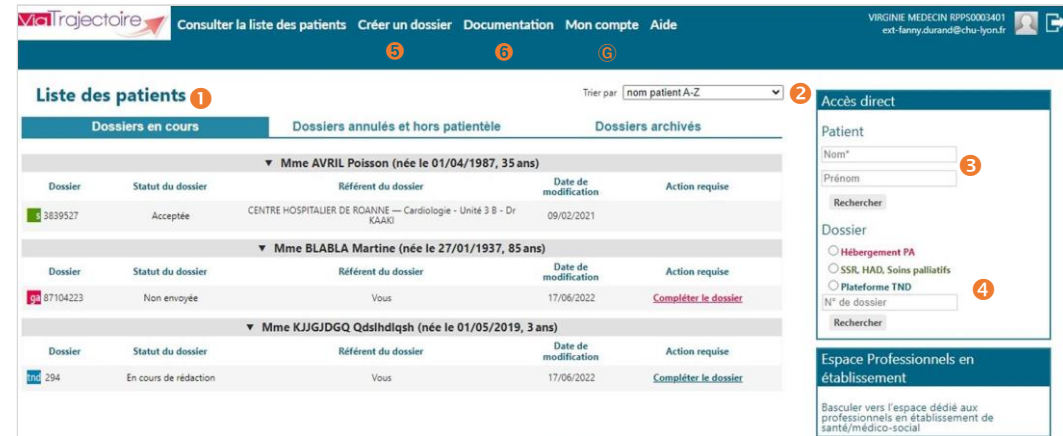 ViaTrajectoire
Consulter la liste des patients Créer un dossier Documentation Mon compte Aide
VIRGINIE MEDECIN RPPS0003401
ext-fanny.durand@chu-lyon.fr
5 6 G
Liste des patients 1
Trier par nom patient A-Z 2
Dossiers en cours Dossiers annulés et hors patientèle Dossiers archivés
▼ Mme AVRIL Poisson (née le 01/04/1987, 35 ans)
Dossier Statut du dossier Référent du dossier Date de modification Action requise
s 3839527 Acceptée CENTRE HOSPITALIER DE ROANNE — Cardiologie - Unité 3 B - Dr KAAKI 09/02/2021
▼ Mme BLABLA Martine (née le 27/01/1937, 85 ans)
Dossier Statut du dossier Référent du dossier Date de modification Action requise
ga 87104223 Non envoyée Vous 17/06/2022 Compléter le dossier
▼ Mme KJJGJDGQ Qdslhdlqsh (née le 01/05/2019, 3 ans)
Dossier Statut du dossier Référent du dossier Date de modification Action requise
tnd 294 En cours de rédaction Vous 17/06/2022 Compléter le dossier
Accès direct
Patient
Nom*
3
Prénom
Rechercher
Dossier
Hébergement PA
SSR, HAD, Soins palliatifs
Plateforme TND
4
N° de dossier
Rechercher
Espace Professionnels en
établissement
Basculer vers l'espace dédié aux
professionnels en établissement de
santé/médico-social